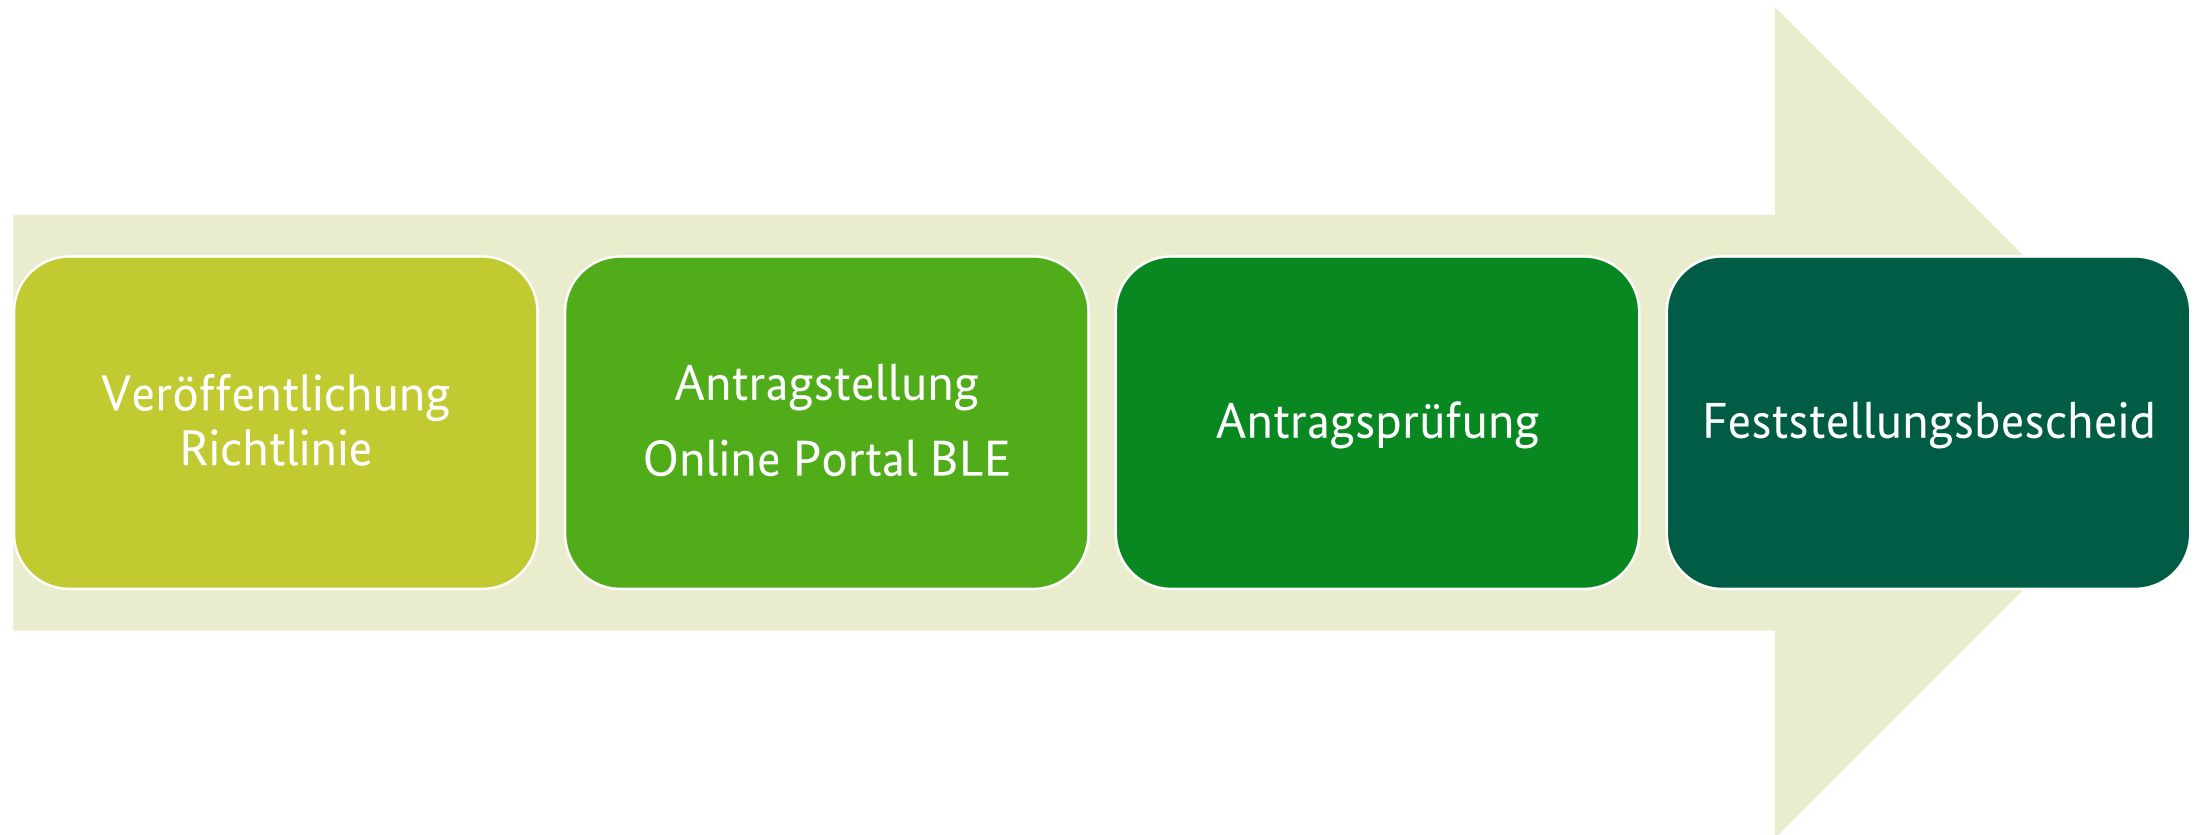 Veröffentlichung
Richtlinie
Antragstellung
Online Portal BLE
Antragsprüfung
Feststellungsbescheid